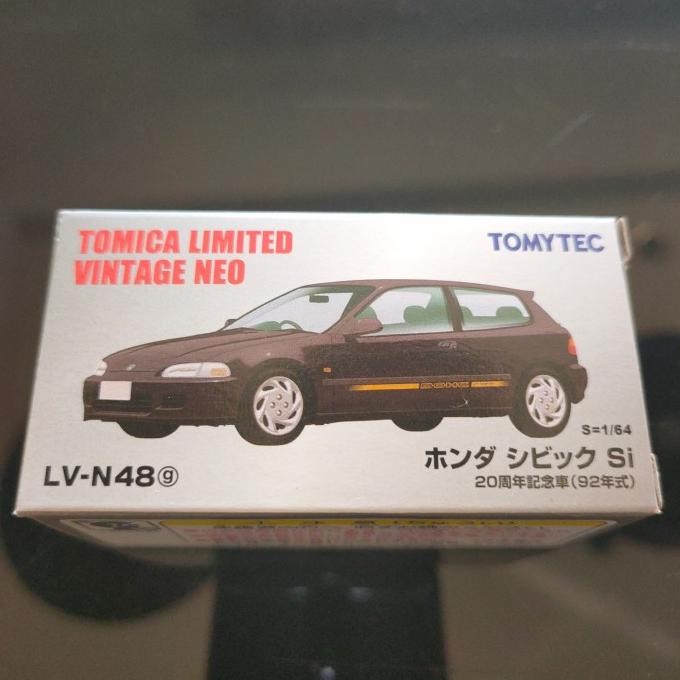 TOMICA LIMITED
VINTAGE NEO
TOMYTEC
DOHC
S=1/64
LV-N48ⓖ
ホンダ シビック Si
20周年記念車(92年式)